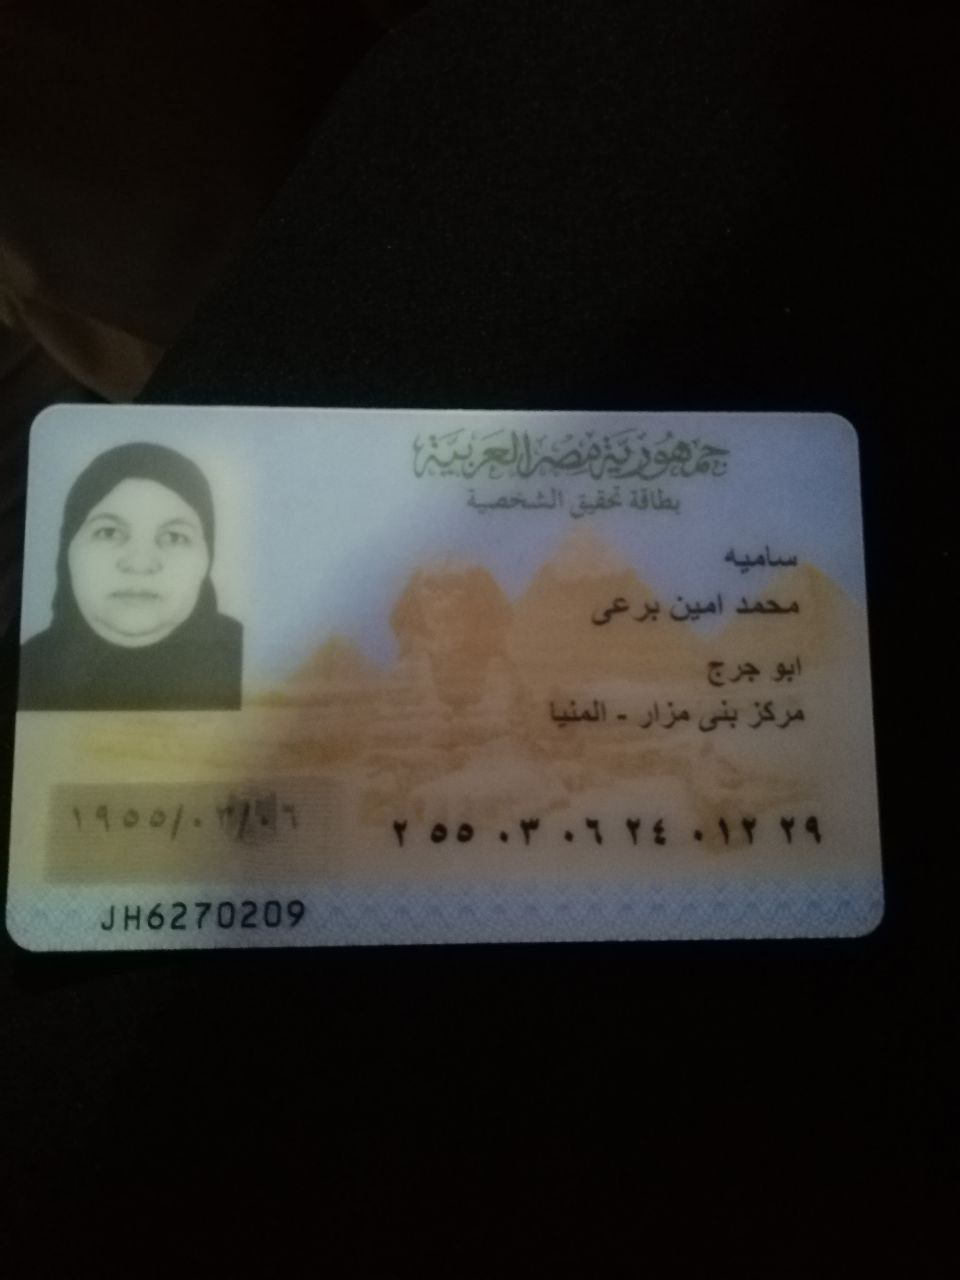 جمهورية مصر العربية
بطاقة تحقيق الشخصية
ساميه
محمد امين برعى
ابو جرج
مركز بنى مزار - المنيا
٢ ٥٥ ٠٣ ٠٦ ٢٤ ٠١٢ ٢٩
١٩٥٥/٠٣/٠٦
JH6270209